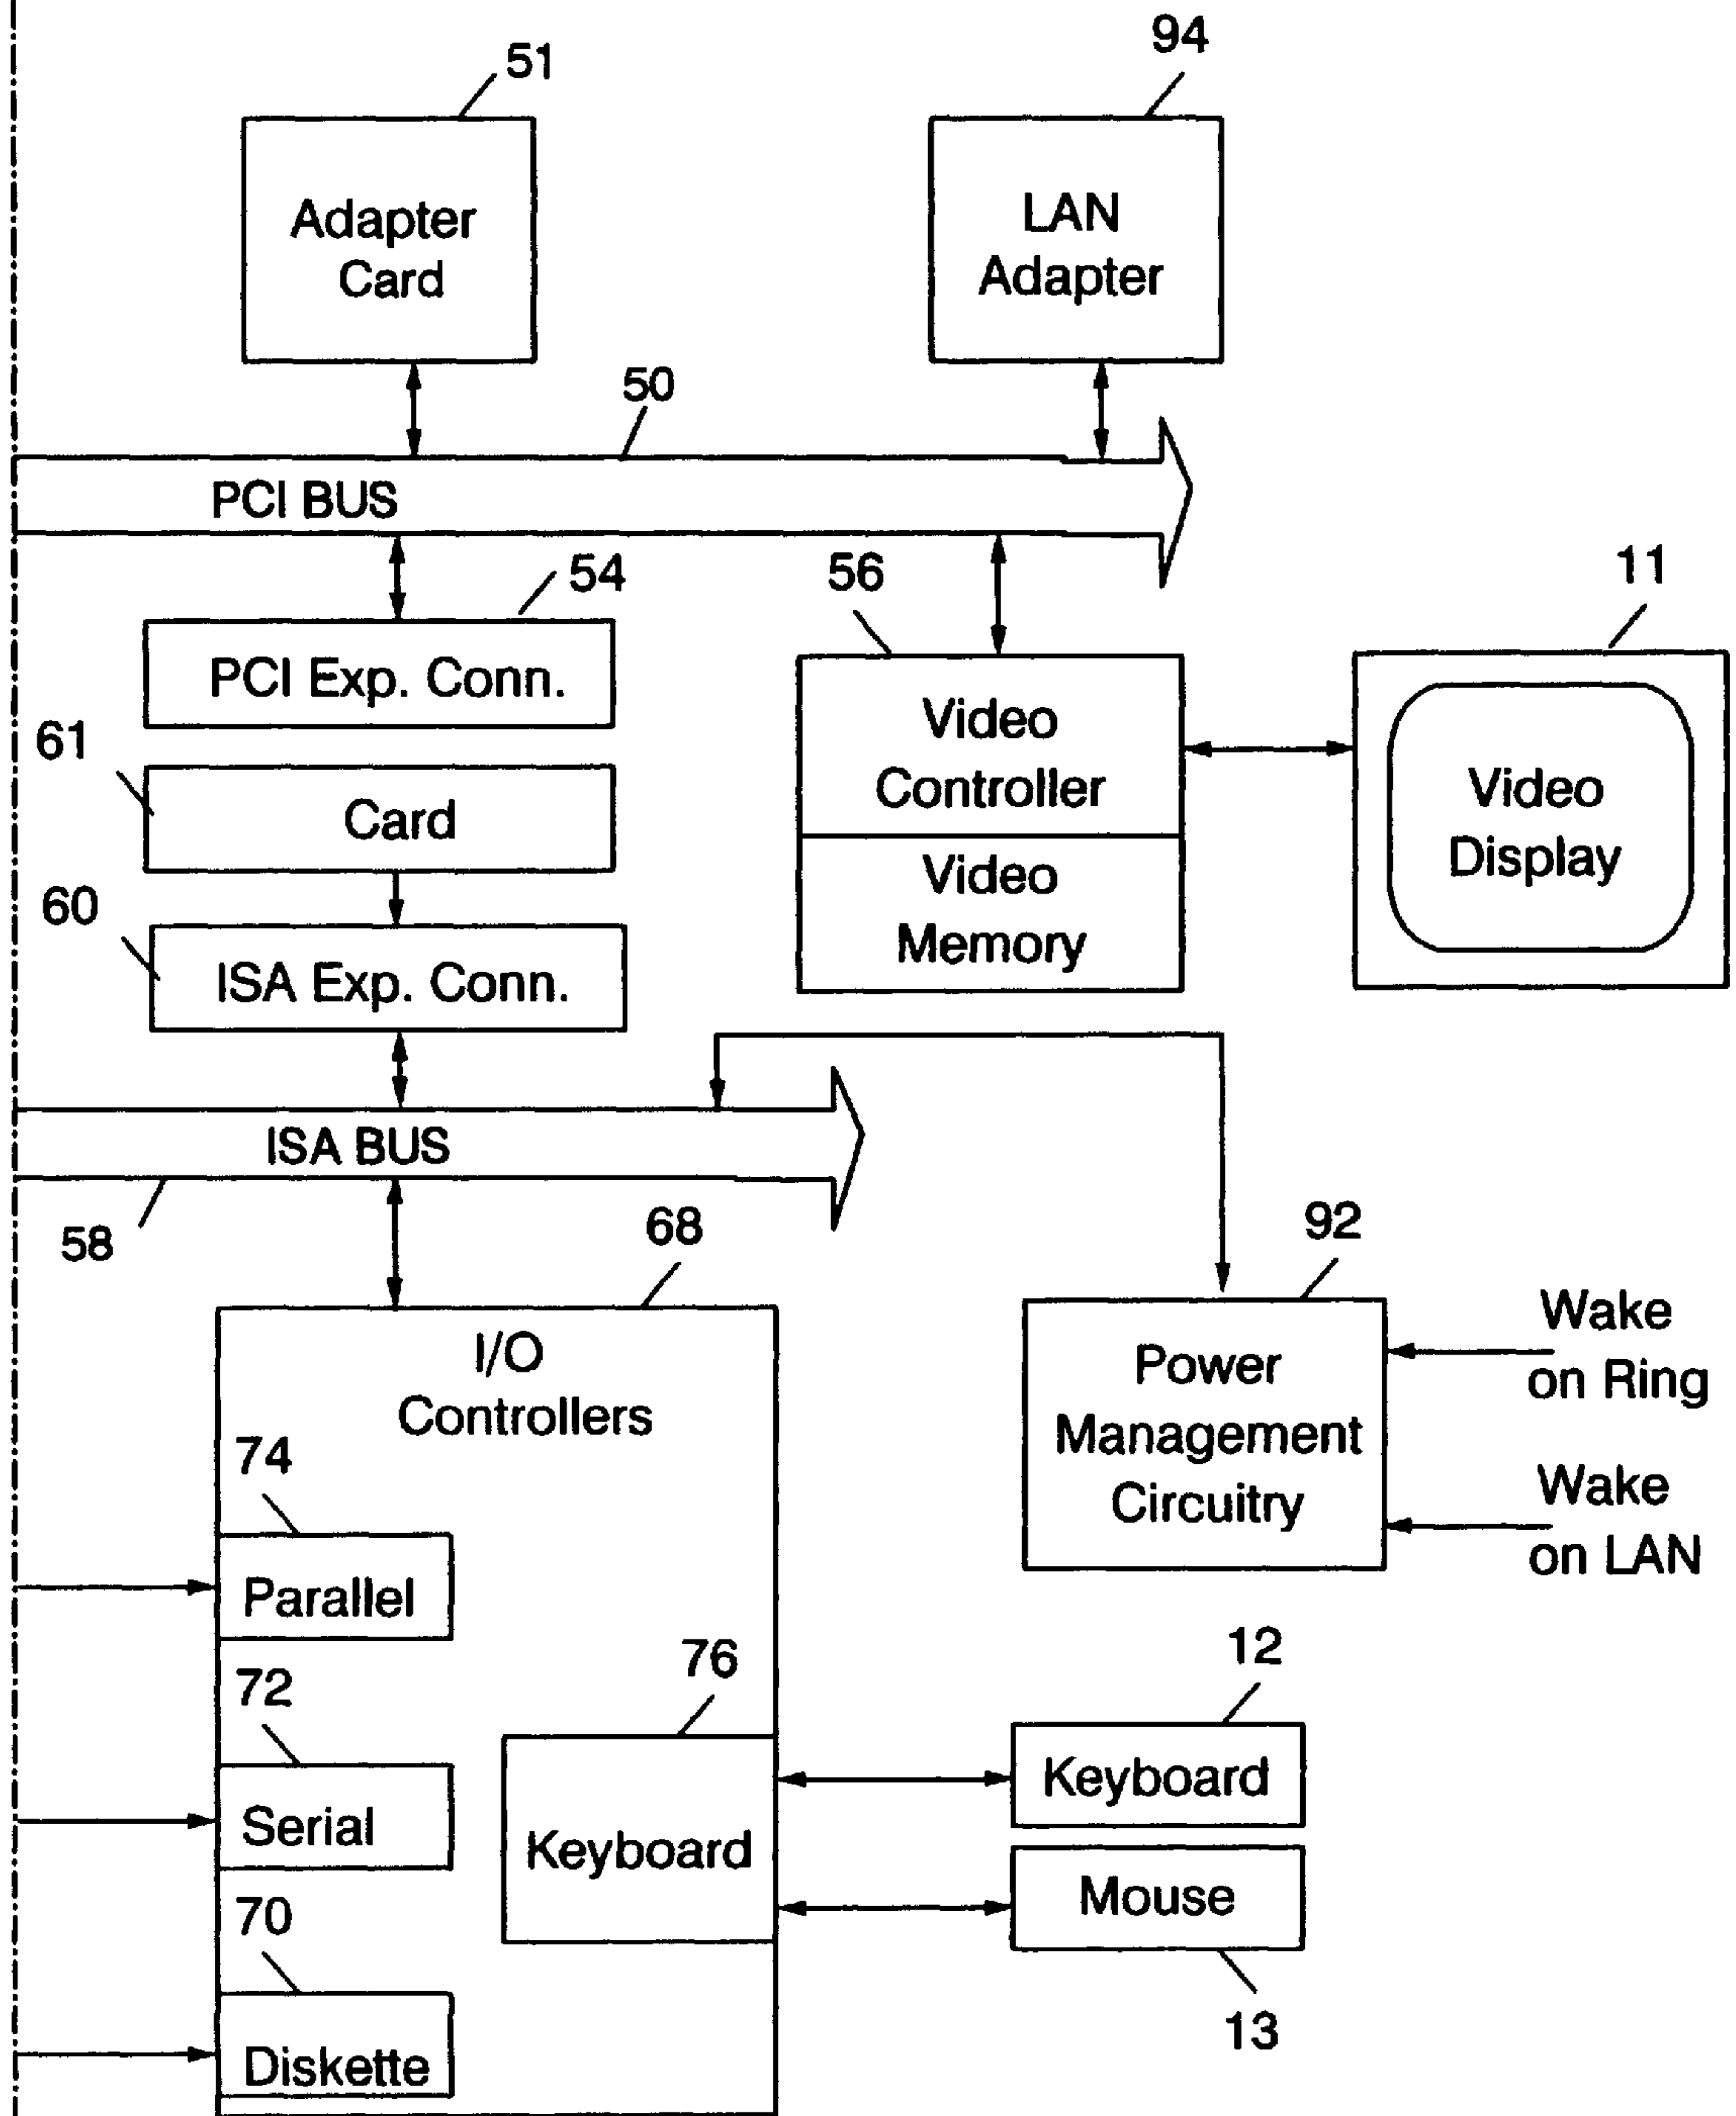 51
94
Adapter
Card
LAN
Adapter
50
PCI BUS
54
56
11
PCI Exp. Conn.
61
Card
Video
Controller
Video
Display
60
Video
Memory
ISA Exp. Conn.
ISA BUS
58
68
92
I/O
Controllers
Power
Management
Circuitry
Wake
on Ring
Wake
on LAN
74
Parallel
76
12
72
Serial
Keyboard
Keyboard
Mouse
70
13
Diskette